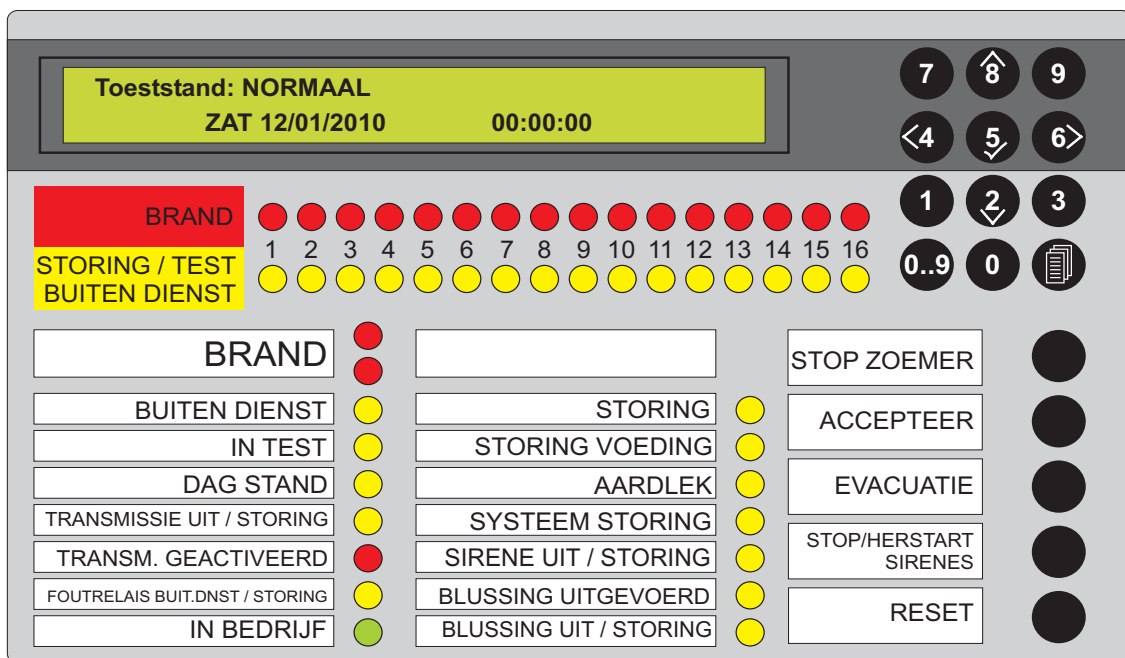 Toeststand: NORMAAL
ZAT 12/01/2010 00:00:00
7 8 9
<4 5 6>
1 2 3
0..9 0
BRAND
1 2 3 4 5 6 7 8 9 10 11 12 13 14 15 16
STORING / TEST
BUITEN DIENST
BRAND
BUITEN DIENST
IN TEST
DAG STAND
TRANSMISSIE UIT / STORING
TRANSM. GEACTIVEERD
FOUTRELAIS BUIT.DNST / STORING
IN BEDRIJF
STORING
STORING VOEDING
AARDLEK
SYSTEEM STORING
SIRENE UIT / STORING
BLUSSING UITGEVOERD
BLUSSING UIT / STORING
STOP ZOEMER
ACCEPTEER
EVACUATIE
STOP/HERSTART
SIRENES
RESET